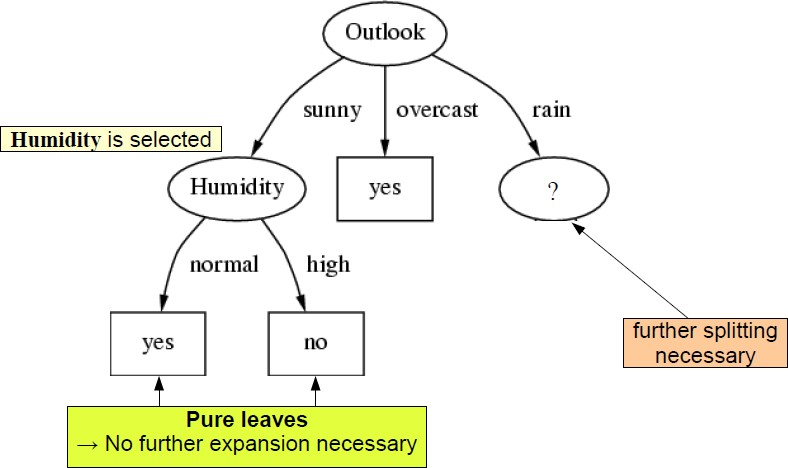 Outlook
sunny
overcast
rain
Humidity is selected
Humidity
yes
?
normal
high
yes
no
further splitting
necessary
Pure leaves
→ No further expansion necessary